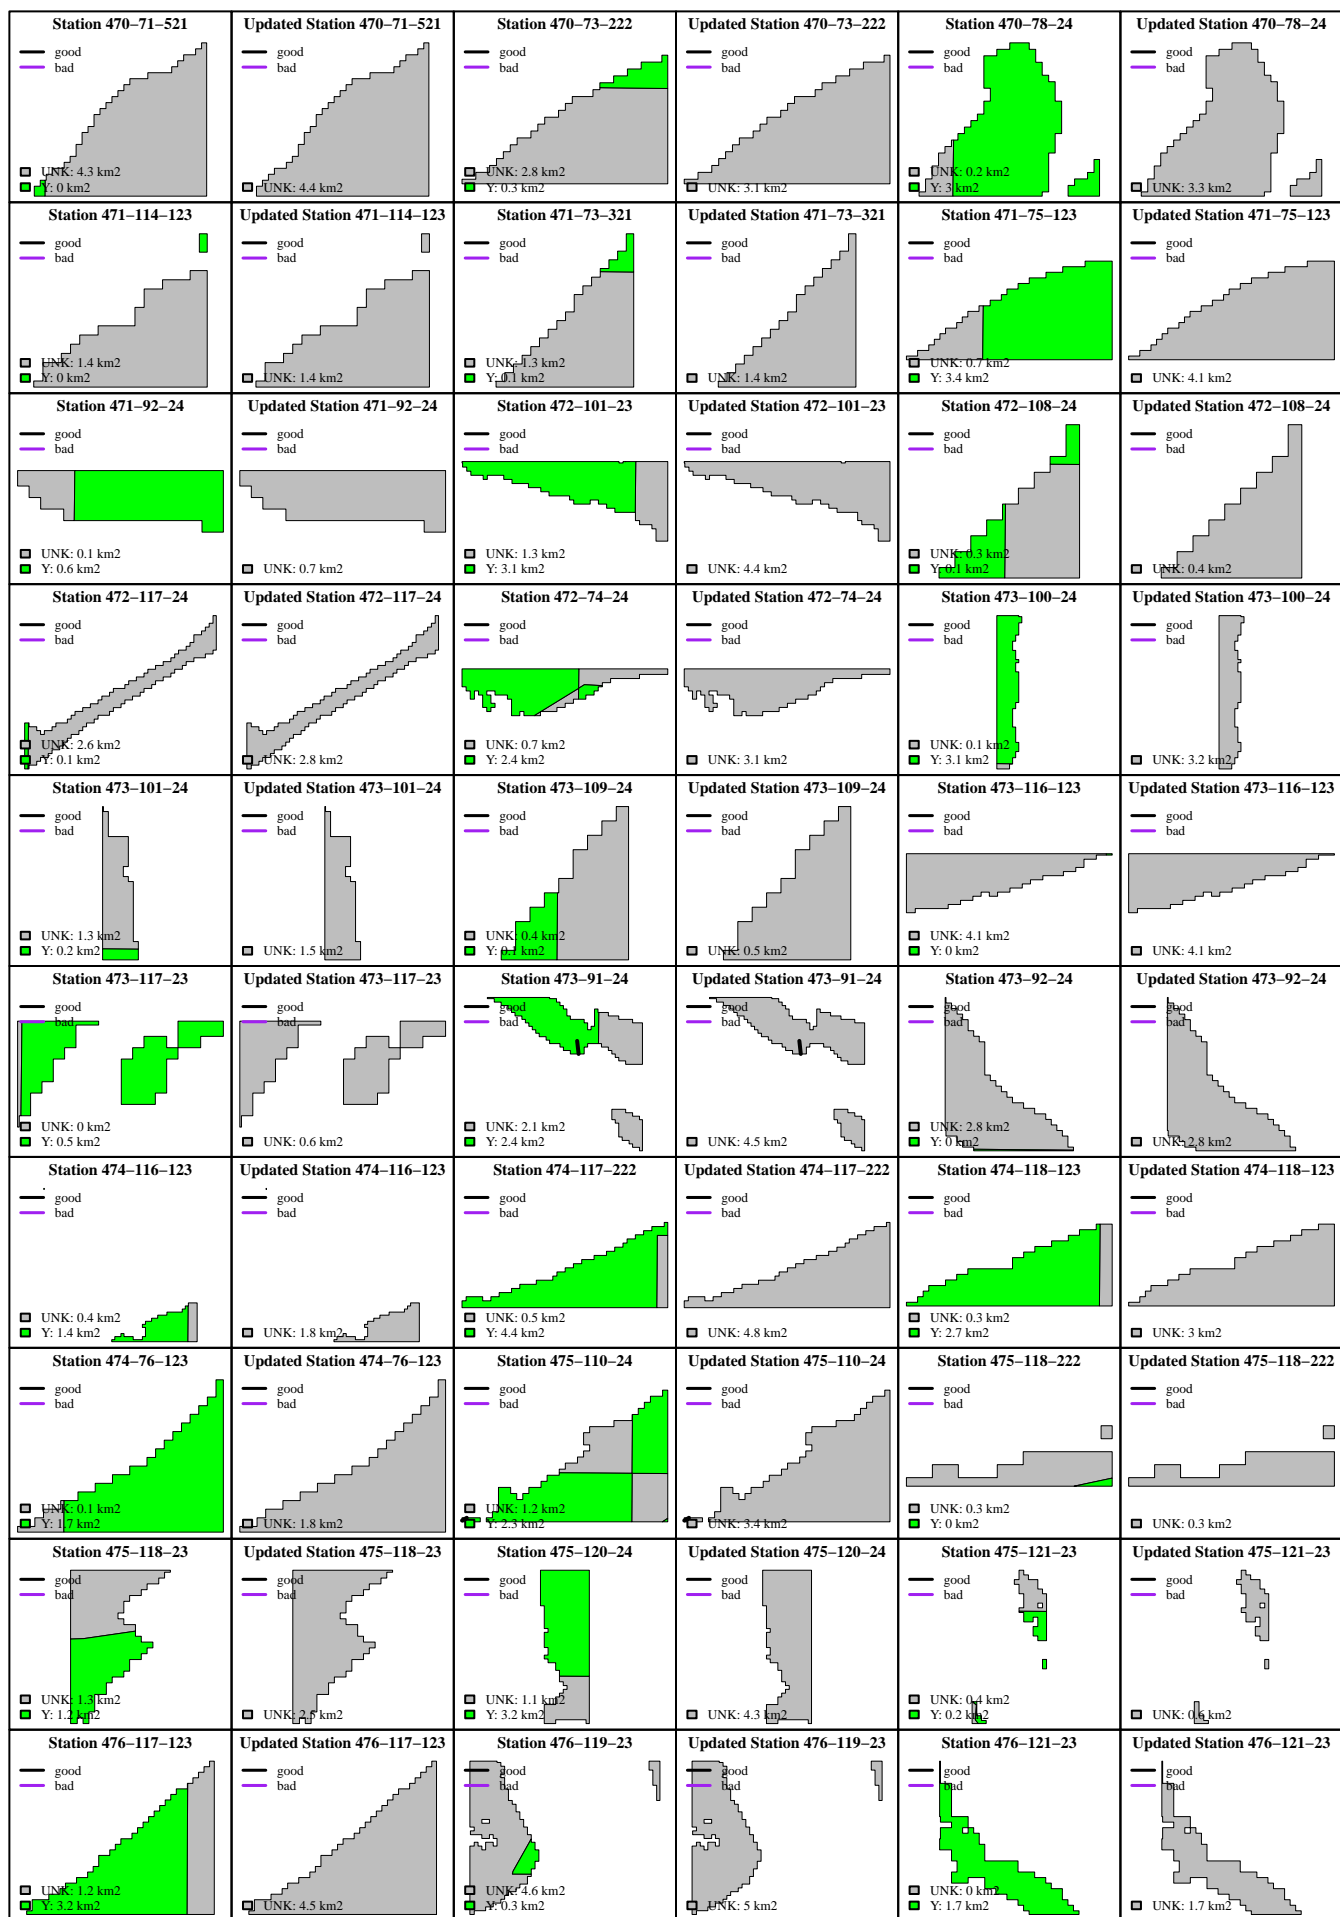 Station 470−71−521
good
bad
UNK: 4.3 km2
Y: 0 km2
Updated Station 470−71−521
good
bad
UNK: 4.4 km2
Station 470−73−222
good
bad
UNK: 2.8 km2
Y: 0.3 km2
Updated Station 470−73−222
good
bad
UNK: 3.1 km2
Station 470−78−24
good
bad
UNK: 0.2 km2
Y: 3 km2
Updated Station 470−78−24
good
bad
UNK: 3.3 km2
Station 471−114−123
good
bad
UNK: 1.4 km2
Y: 0 km2
Updated Station 471−114−123
good
bad
UNK: 1.4 km2
Station 471−73−321
good
bad
UNK: 1.3 km2
Y: 0.1 km2
Updated Station 471−73−321
good
bad
UNK: 1.4 km2
Station 471−75−123
good
bad
UNK: 0.7 km2
Y: 3.4 km2
Updated Station 471−75−123
good
bad
UNK: 4.1 km2
Station 471−92−24
good
bad
UNK: 0.1 km2
Y: 0.6 km2
Updated Station 471−92−24
good
bad
UNK: 0.7 km2
Station 472−101−23
good
bad
UNK: 1.3 km2
Y: 3.1 km2
Updated Station 472−101−23
good
bad
UNK: 4.4 km2
Station 472−108−24
good
bad
UNK: 0.3 km2
Y: 0.1 km2
Updated Station 472−108−24
good
bad
UNK: 0.4 km2
Station 472−117−24
good
bad
UNK: 2.6 km2
Y: 0.1 km2
Updated Station 472−117−24
good
bad
UNK: 2.8 km2
Station 472−74−24
good
bad
UNK: 0.7 km2
Y: 2.4 km2
Updated Station 472−74−24
good
bad
UNK: 3.1 km2
Station 473−100−24
good
bad
UNK: 0.1 km2
Y: 3.1 km2
Updated Station 473−100−24
good
bad
UNK: 3.2 km2
Station 473−101−24
good
bad
UNK: 1.3 km2
Y: 0.2 km2
Updated Station 473−101−24
good
bad
UNK: 1.5 km2
Station 473−109−24
good
bad
UNK: 0.4 km2
Y: 0.1 km2
Updated Station 473−109−24
good
bad
UNK: 0.5 km2
Station 473−116−123
good
bad
UNK: 4.1 km2
Y: 0 km2
Updated Station 473−116−123
good
bad
UNK: 4.1 km2
Station 473−117−23
good
bad
UNK: 0 km2
Y: 0.5 km2
Updated Station 473−117−23
good
bad
UNK: 0.6 km2
Station 473−91−24
good
bad
UNK: 2.1 km2
Y: 2.4 km2
Updated Station 473−91−24
good
bad
UNK: 4.5 km2
Station 473−92−24
good
bad
UNK: 2.8 km2
Y: 0 km2
Updated Station 473−92−24
good
bad
UNK: 2.8 km2
Station 474−116−123
good
bad
UNK: 0.4 km2
Y: 1.4 km2
Updated Station 474−116−123
good
bad
UNK: 1.8 km2
Station 474−117−222
good
bad
UNK: 0.5 km2
Y: 4.4 km2
Updated Station 474−117−222
good
bad
UNK: 4.8 km2
Station 474−118−123
good
bad
UNK: 0.3 km2
Y: 2.7 km2
Updated Station 474−118−123
good
bad
UNK: 3 km2
Station 474−76−123
good
bad
UNK: 0.1 km2
Y: 1.7 km2
Updated Station 474−76−123
good
bad
UNK: 1.8 km2
Station 475−110−24
good
bad
UNK: 1.2 km2
Y: 2.3 km2
Updated Station 475−110−24
good
bad
UNK: 3.4 km2
Station 475−118−222
good
bad
UNK: 0.3 km2
Y: 0 km2
Updated Station 475−118−222
good
bad
UNK: 0.3 km2
Station 475−118−23
good
bad
UNK: 1.3 km2
Y: 1.2 km2
Updated Station 475−118−23
good
bad
UNK: 2.5 km2
Station 475−120−24
good
bad
UNK: 1.1 km2
Y: 3.2 km2
Updated Station 475−120−24
good
bad
UNK: 4.3 km2
Station 475−121−23
good
bad
UNK: 0.4 km2
Y: 0.2 km2
Updated Station 475−121−23
good
bad
UNK: 0.6 km2
Station 476−117−123
good
bad
UNK: 1.2 km2
Y: 3.2 km2
Updated Station 476−117−123
good
bad
UNK: 4.5 km2
Station 476−119−23
good
bad
UNK: 4.6 km2
Y: 0.3 km2
Updated Station 476−119−23
good
bad
UNK: 5 km2
Station 476−121−23
good
bad
UNK: 0 km2
Y: 1.7 km2
Updated Station 476−121−23
good
bad
UNK: 1.7 km2